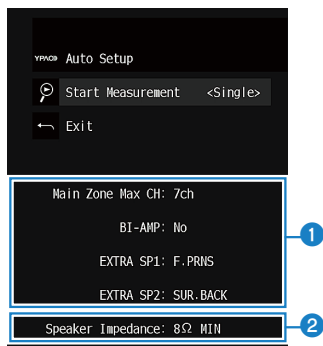 YPAO Auto Setup
Start Measurement <Single>
Exit
Main Zone Max CH: 7ch
BI-AMP: No
1
EXTRA SP1: F.PRNS
EXTRA SP2: SUR.BACK
Speaker Impedance: 8Ω MIN
2